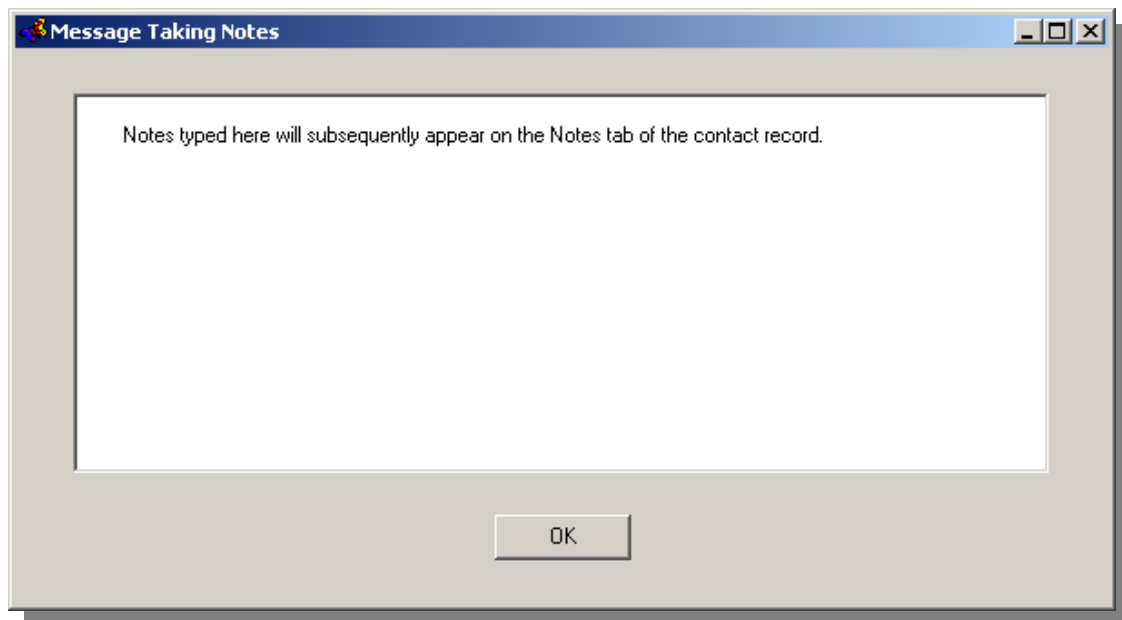 Message Taking Notes
Notes typed here will subsequently appear on the Notes tab of the contact record.
OK